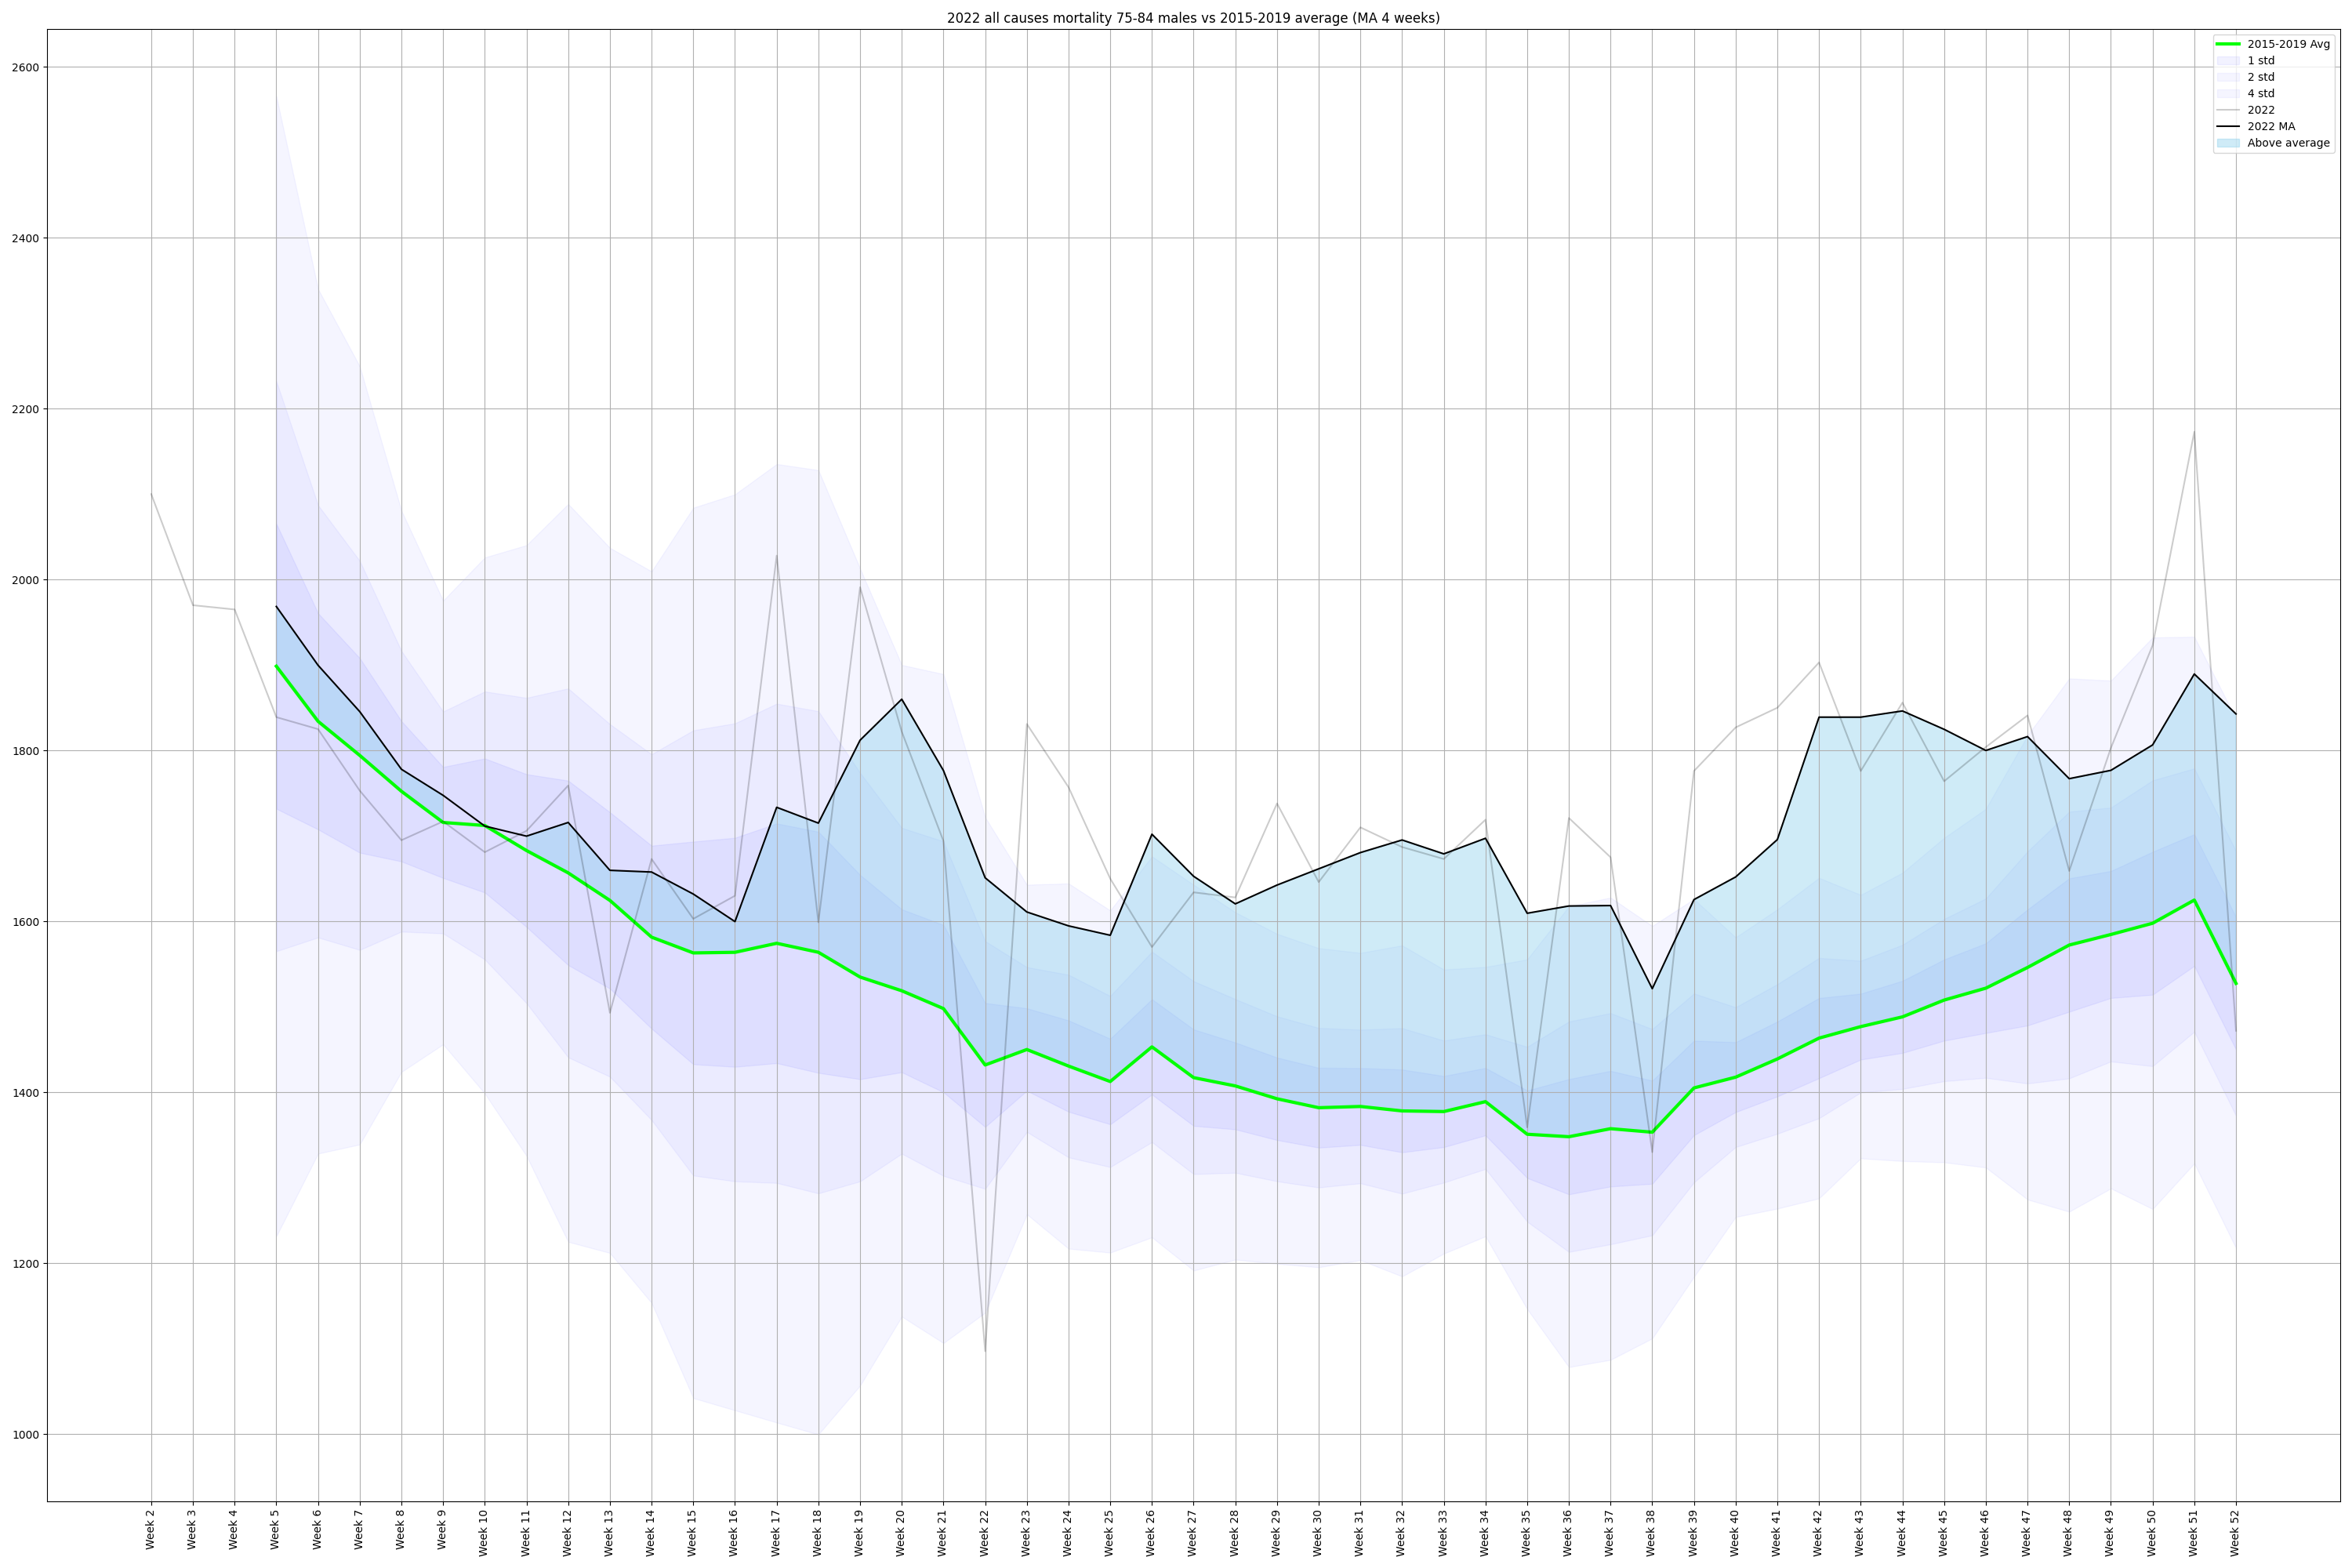 2022 all causes mortality 75-84 males vs 2015-2019 average (MA 4 weeks)
2015-2019 Avg
1 std
2 std
4 std
2022
2022 MA
Above average
2600
2400
2200
2000
1800
1600
1400
1200
1000
Week 2
Week 3
Week 4
Week 5
Week 6
Week 7
Week 8
Week 9
Week 10
Week 11
Week 12
Week 13
Week 14
Week 15
Week 16
Week 17
Week 18
Week 19
Week 20
Week 21
Week 22
Week 23
Week 24
Week 25
Week 26
Week 27
Week 28
Week 29
Week 30
Week 31
Week 32
Week 33
Week 34
Week 35
Week 36
Week 37
Week 38
Week 39
Week 40
Week 41
Week 42
Week 43
Week 44
Week 45
Week 46
Week 47
Week 48
Week 49
Week 50
Week 51
Week 52